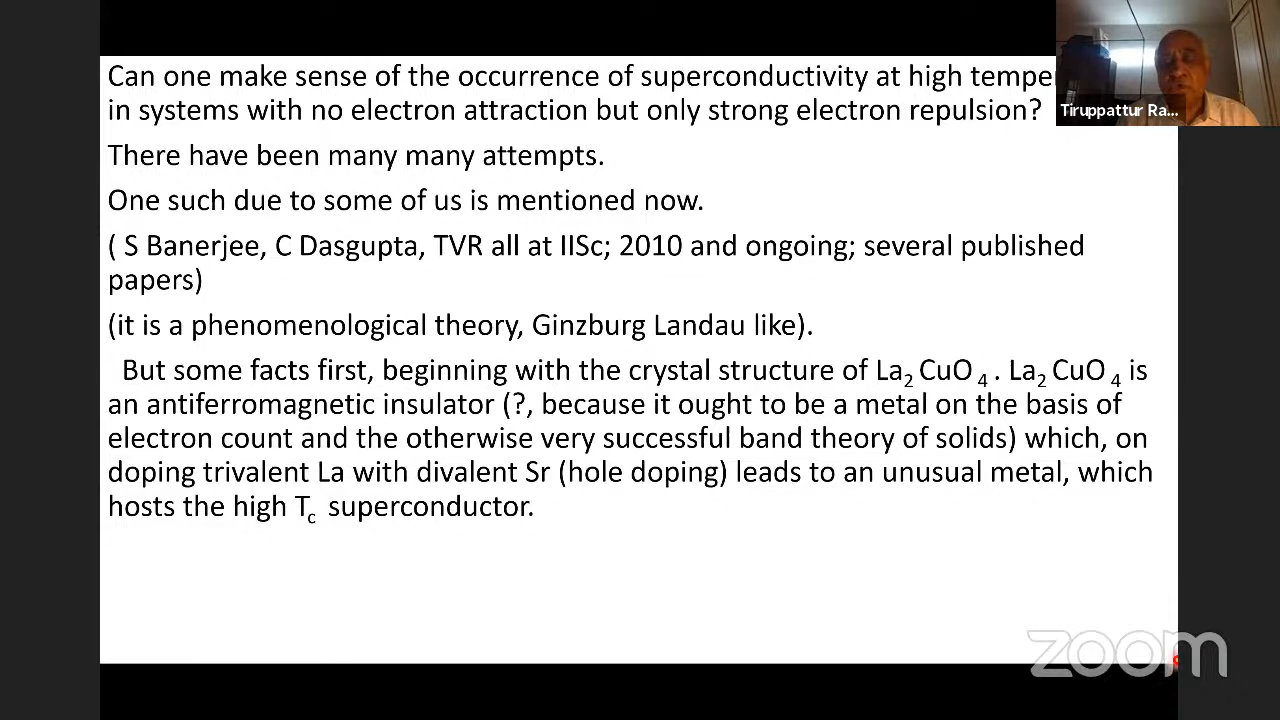 Can one make sense of the occurrence of superconductivity at high
in systems with no electron attraction but only strong electron repulsion?
Tiruppattur Ra...
There have been many many attempts.
One such due to some of us is mentioned now.
( S Banerjee, C Dasgupta, TVR all at IISc; 2010 and ongoing; several published
papers)
(it is a phenomenological theory, Ginzburg Landau like).
But some facts first, beginning with the crystal structure of La2 CuO 4 . La2 CuO 4 is
an antiferromagnetic insulator (?, because it ought to be a metal on the basis of
electron count and the otherwise very successful band theory of solids) which, on
doping trivalent La with divalent Sr (hole doping) leads to an unusual metal, which
hosts the high Tc superconductor.
zoom